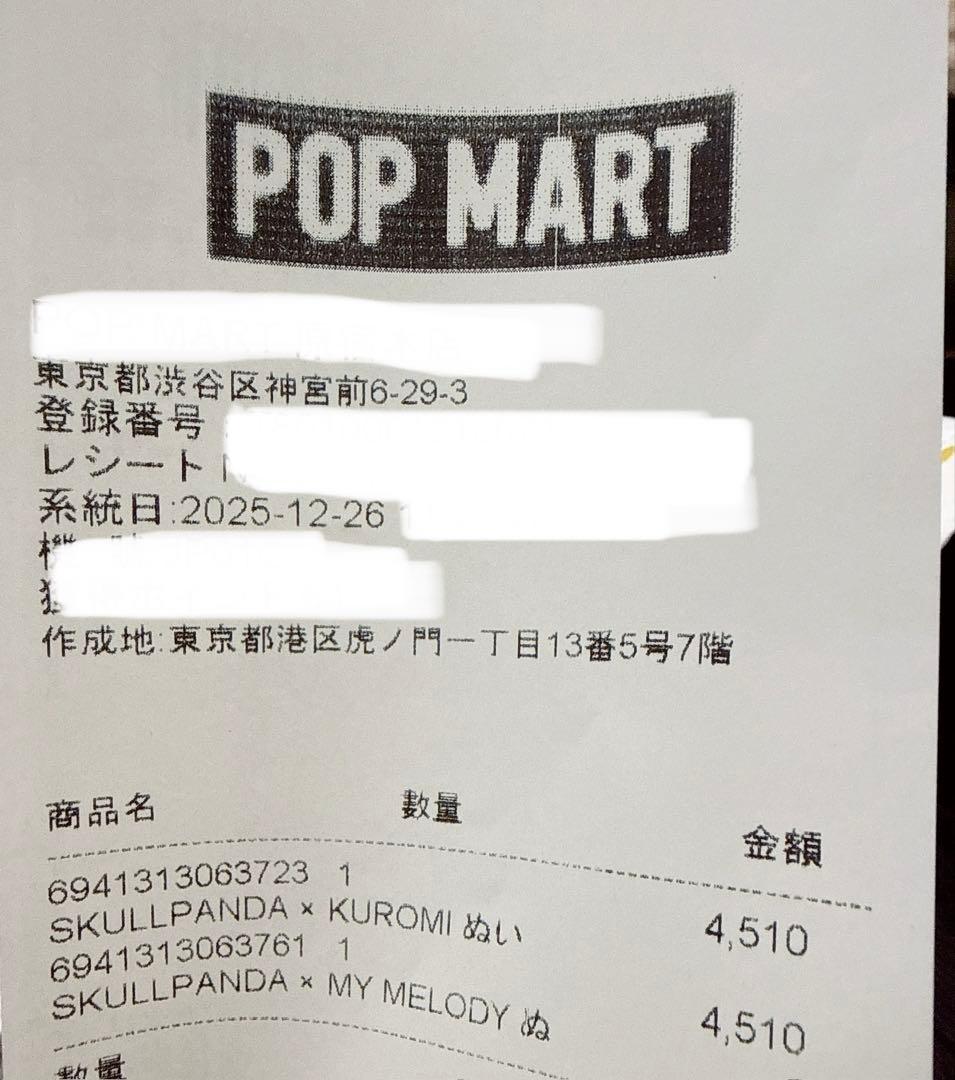 POP MART
東京都渋谷区神宮前6-29-3
登録番号
レシート
系統日:2025-12-26
作成地:東京都港区虎ノ門一丁目13番5号7階
商品名 数量 金額
6941313063723 1
SKULLPANDA × KUROMI ぬい 4,510
6941313063761 1
SKULLPANDA × MY MELODY ぬ 4,510
数量